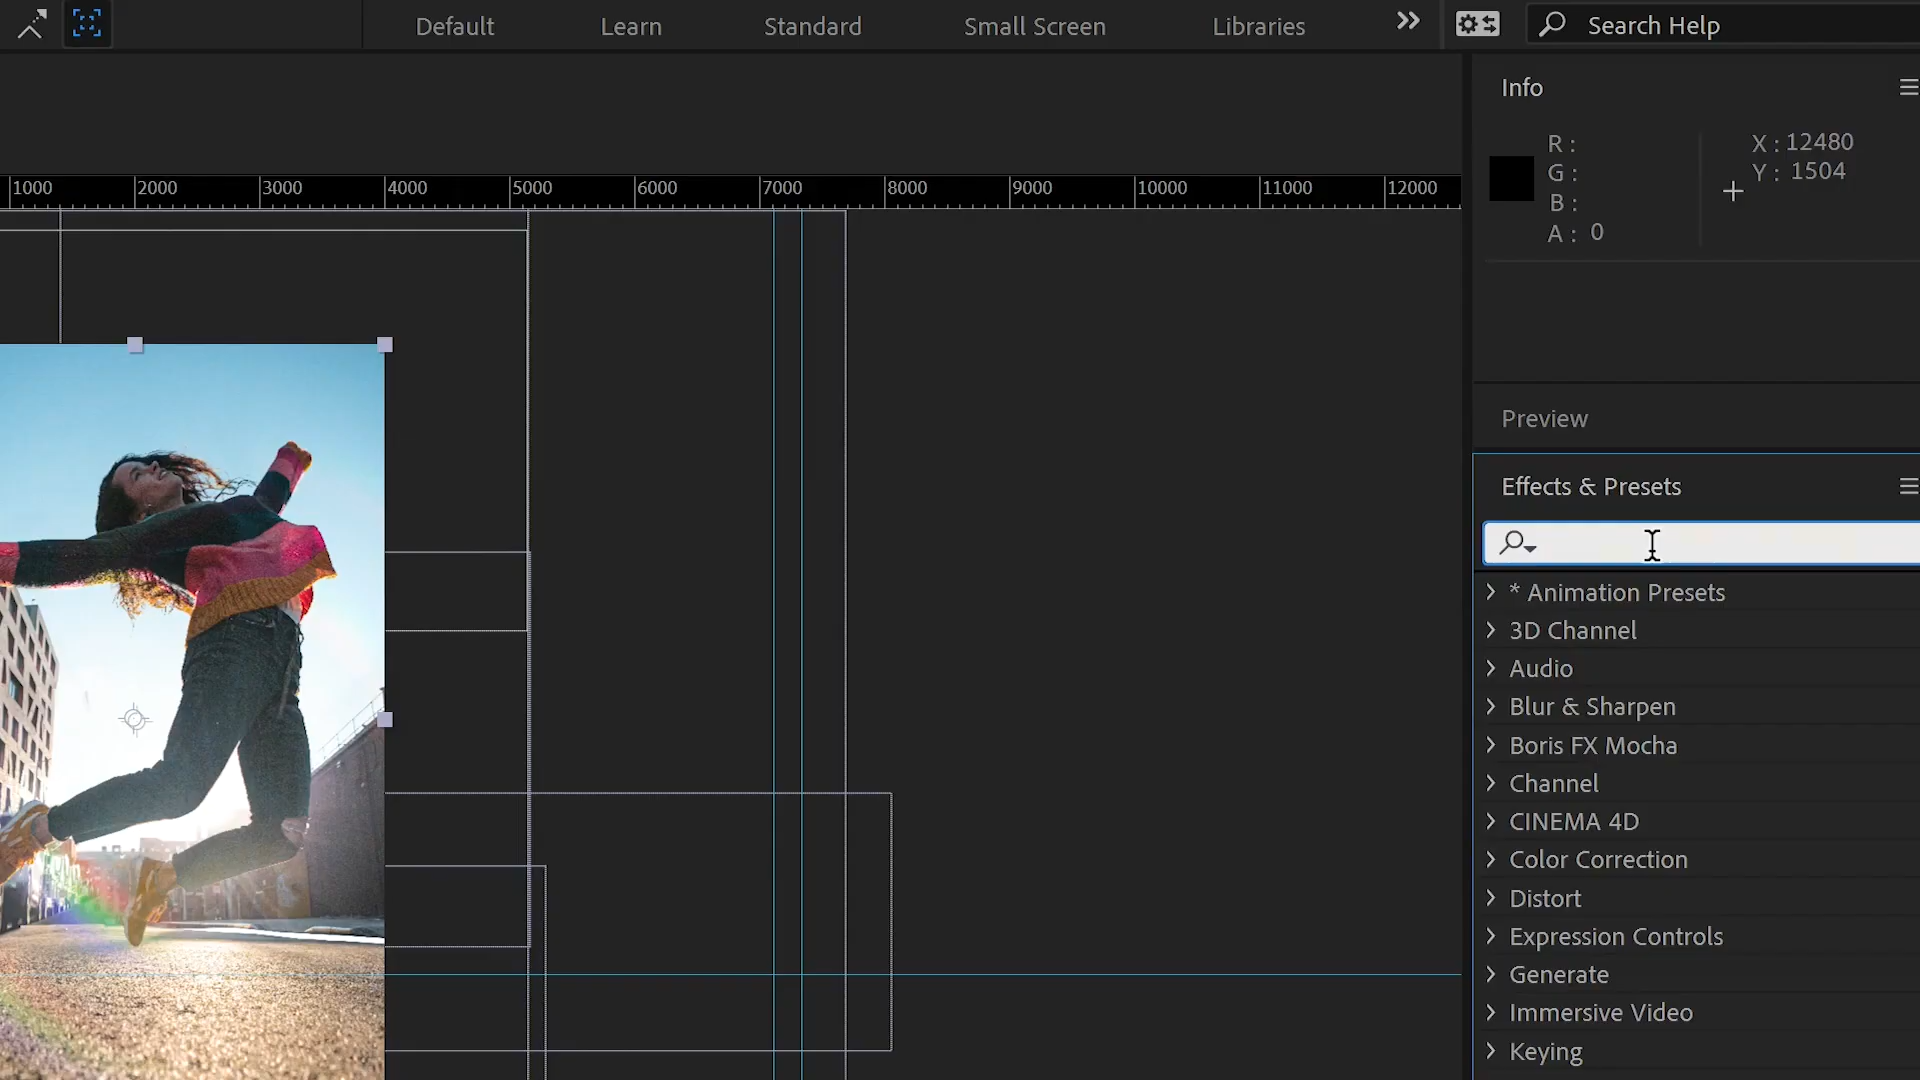 Default Learn Standard Small Screen Libraries Search Help
Info
R :
G :
B :
A : 0
X : 12480
Y : 1504
1000 2000 3000 4000 5000 6000 7000 8000 9000 10000 11000 12000
Preview
Effects & Presets
* Animation Presets
3D Channel
Audio
Blur & Sharpen
Boris FX Mocha
Channel
CINEMA 4D
Color Correction
Distort
Expression Controls
Generate
Immersive Video
Keying